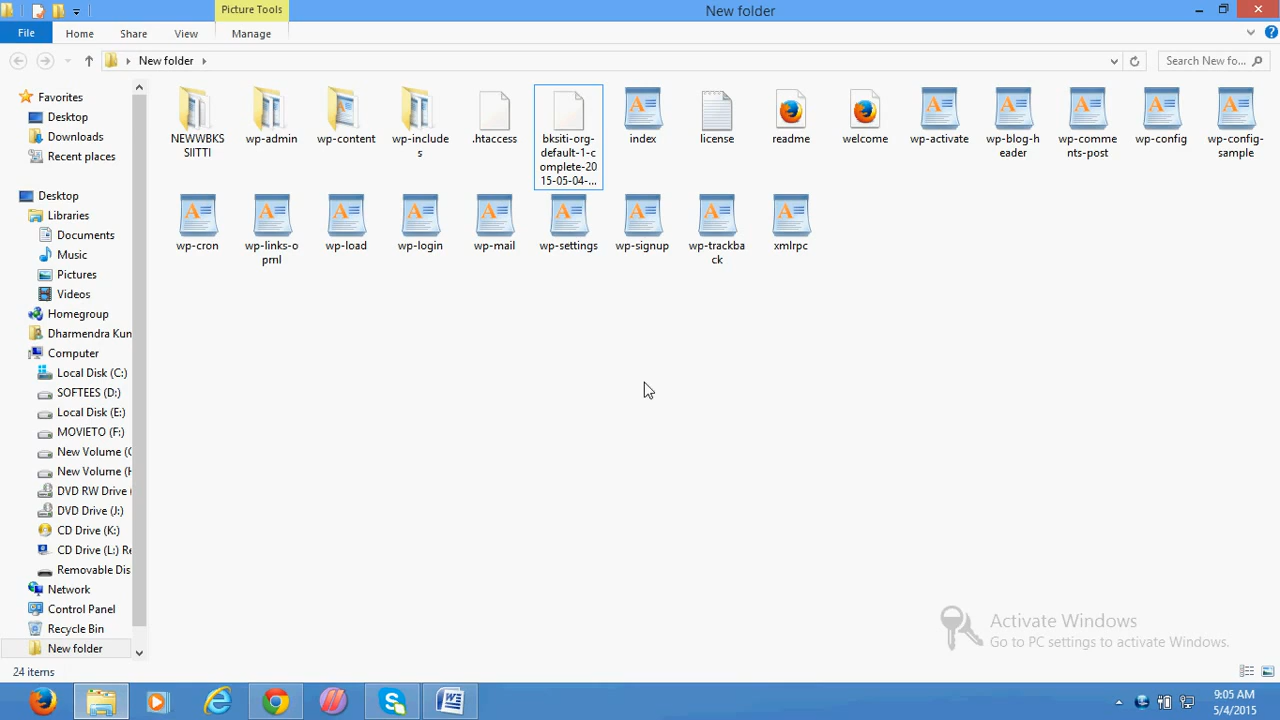 Picture Tools
New folder
File
Home
Share
View
Manage
New folder
Search New fo...
Favorites
Desktop
Downloads
Recent places
Desktop
Libraries
Documents
Music
Pictures
Videos
Homegroup
Dharmendra Kun
Computer
Local Disk (C:)
SOFTEES (D:)
Local Disk (E:)
MOVIETO (F:)
New Volume (G
New Volume (H
DVD RW Drive (
DVD Drive (J:)
CD Drive (K:)
CD Drive (L:) Re
Removable Dis
Network
Control Panel
Recycle Bin
New folder
NEWWBKS
SIITTI
wp-admin
wp-content
wp-include
s
.htaccess
bksiti-org-
default-1-c
omplete-20
15-05-04-...
index
license
readme
welcome
wp-activate
wp-blog-h
eader
wp-comme
nts-post
wp-config
wp-config-
sample
wp-cron
wp-links-o
pml
wp-load
wp-login
wp-mail
wp-settings
wp-signup
wp-trackba
ck
xmlrpc
Activate Windows
Go to PC settings to activate Windows.
24 items
9:05 AM
5/4/2015